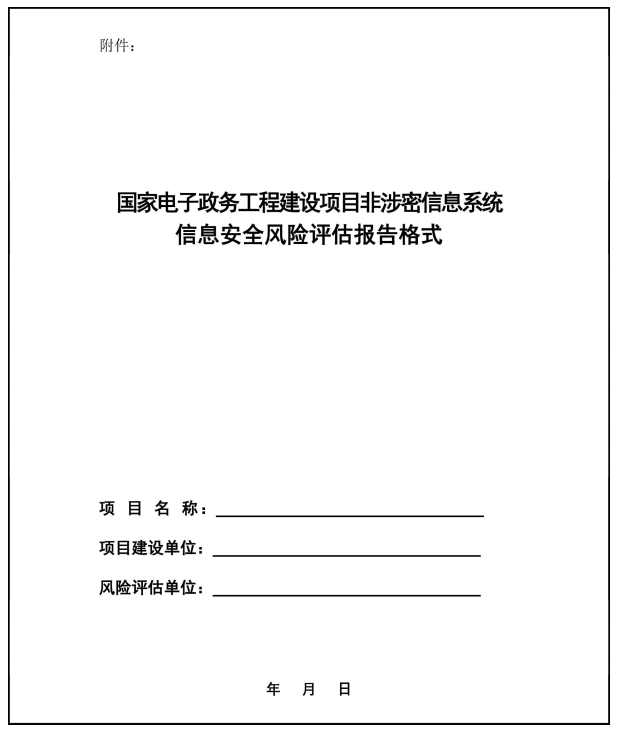 附件：
国家电子政务工程建设项目非涉密信息系统
信息安全风险评估报告格式
项 目 名 称：
项目建设单位：
风险评估单位：
年 月 日